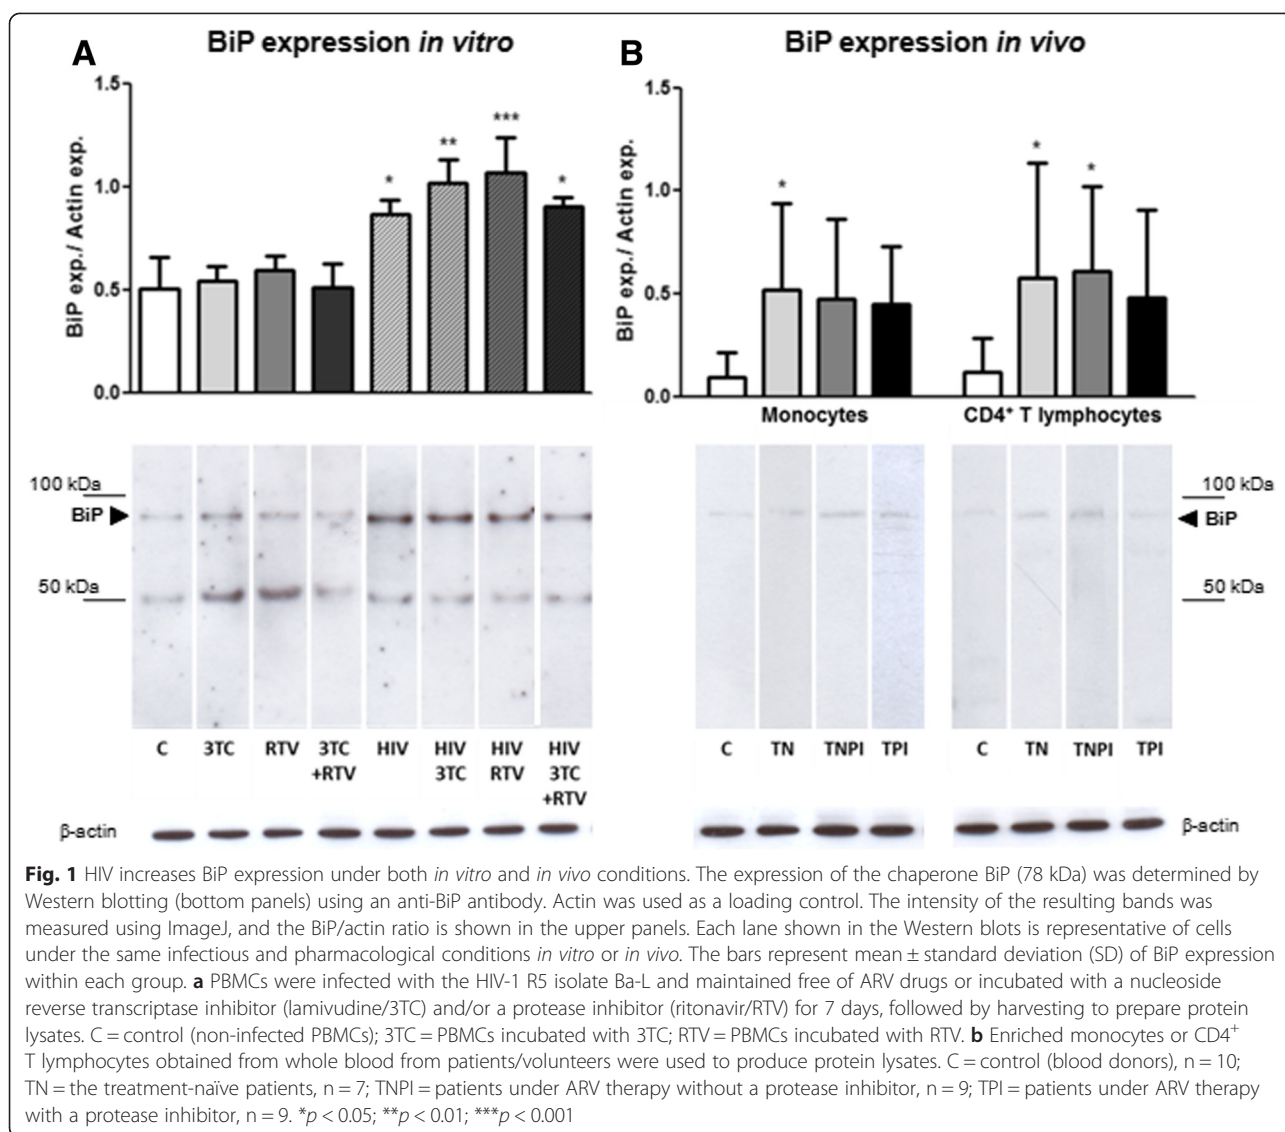 A
BiP expression in vitro
BiP exp./ Actin exp.
1.5
1.0
0.5
0.0
*
**
***
*
100 kDa
BiP
50 kDa
C
3TC
RTV
3TC
+RTV
HIV
HIV
3TC
HIV
RTV
HIV
3TC
+RTV
β-actin
B
BiP expression in vivo
BiP exp./ Actin exp.
1.5
1.0
0.5
0.0
*
*
*
Monocytes
CD4⁺ T lymphocytes
100 kDa
BiP
50 kDa
C
TN
TNPI
TPI
C
TN
TNPI
TPI
β-actin
Fig. 1 HIV increases BiP expression under both in vitro and in vivo conditions. The expression of the chaperone BiP (78 kDa) was determined by
Western blotting (bottom panels) using an anti-BiP antibody. Actin was used as a loading control. The intensity of the resulting bands was
measured using ImageJ, and the BiP/actin ratio is shown in the upper panels. Each lane shown in the Western blots is representative of cells
under the same infectious and pharmacological conditions in vitro or in vivo. The bars represent mean ± standard deviation (SD) of BiP expression
within each group. a PBMCs were infected with the HIV-1 R5 isolate Ba-L and maintained free of ARV drugs or incubated with a nucleoside
reverse transcriptase inhibitor (lamivudine/3TC) and/or a protease inhibitor (ritonavir/RTV) for 7 days, followed by harvesting to prepare protein
lysates. C = control (non-infected PBMCs); 3TC = PBMCs incubated with 3TC; RTV = PBMCs incubated with RTV. b Enriched monocytes or CD4⁺
T lymphocytes obtained from whole blood from patients/volunteers were used to produce protein lysates. C = control (blood donors), n = 10;
TN = the treatment-naïve patients, n = 7; TNPI = patients under ARV therapy without a protease inhibitor, n = 9; TPI = patients under ARV therapy
with a protease inhibitor, n = 9. *p < 0.05; **p < 0.01; ***p < 0.001